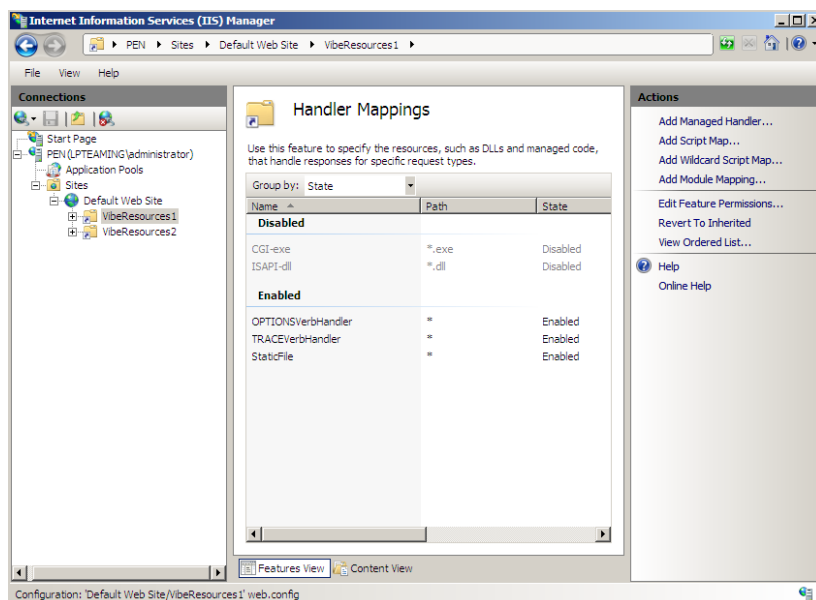 Internet Information Services (IIS) Manager
PEN Sites Default Web Site VibeResources1
File View Help
Connections
Start Page
PEN (LPTEAMING\administrator)
Application Pools
Sites
Default Web Site
VibeResources1
VibeResources2
Handler Mappings
Use this feature to specify the resources, such as DLLs and managed code,
that handle responses for specific request types.
Group by: State
Name Path State
Disabled
CGI-exe *.exe Disabled
ISAPI-dll *.dll Disabled
Enabled
OPTIONSVerbHandler * Enabled
TRACEVerbHandler * Enabled
StaticFile * Enabled
Features View Content View
Actions
Add Managed Handler...
Add Script Map...
Add Wildcard Script Map...
Add Module Mapping...
Edit Feature Permissions...
Revert To Inherited
View Ordered List...
Help
Online Help
Configuration: 'Default Web Site/VibeResources1' web.config